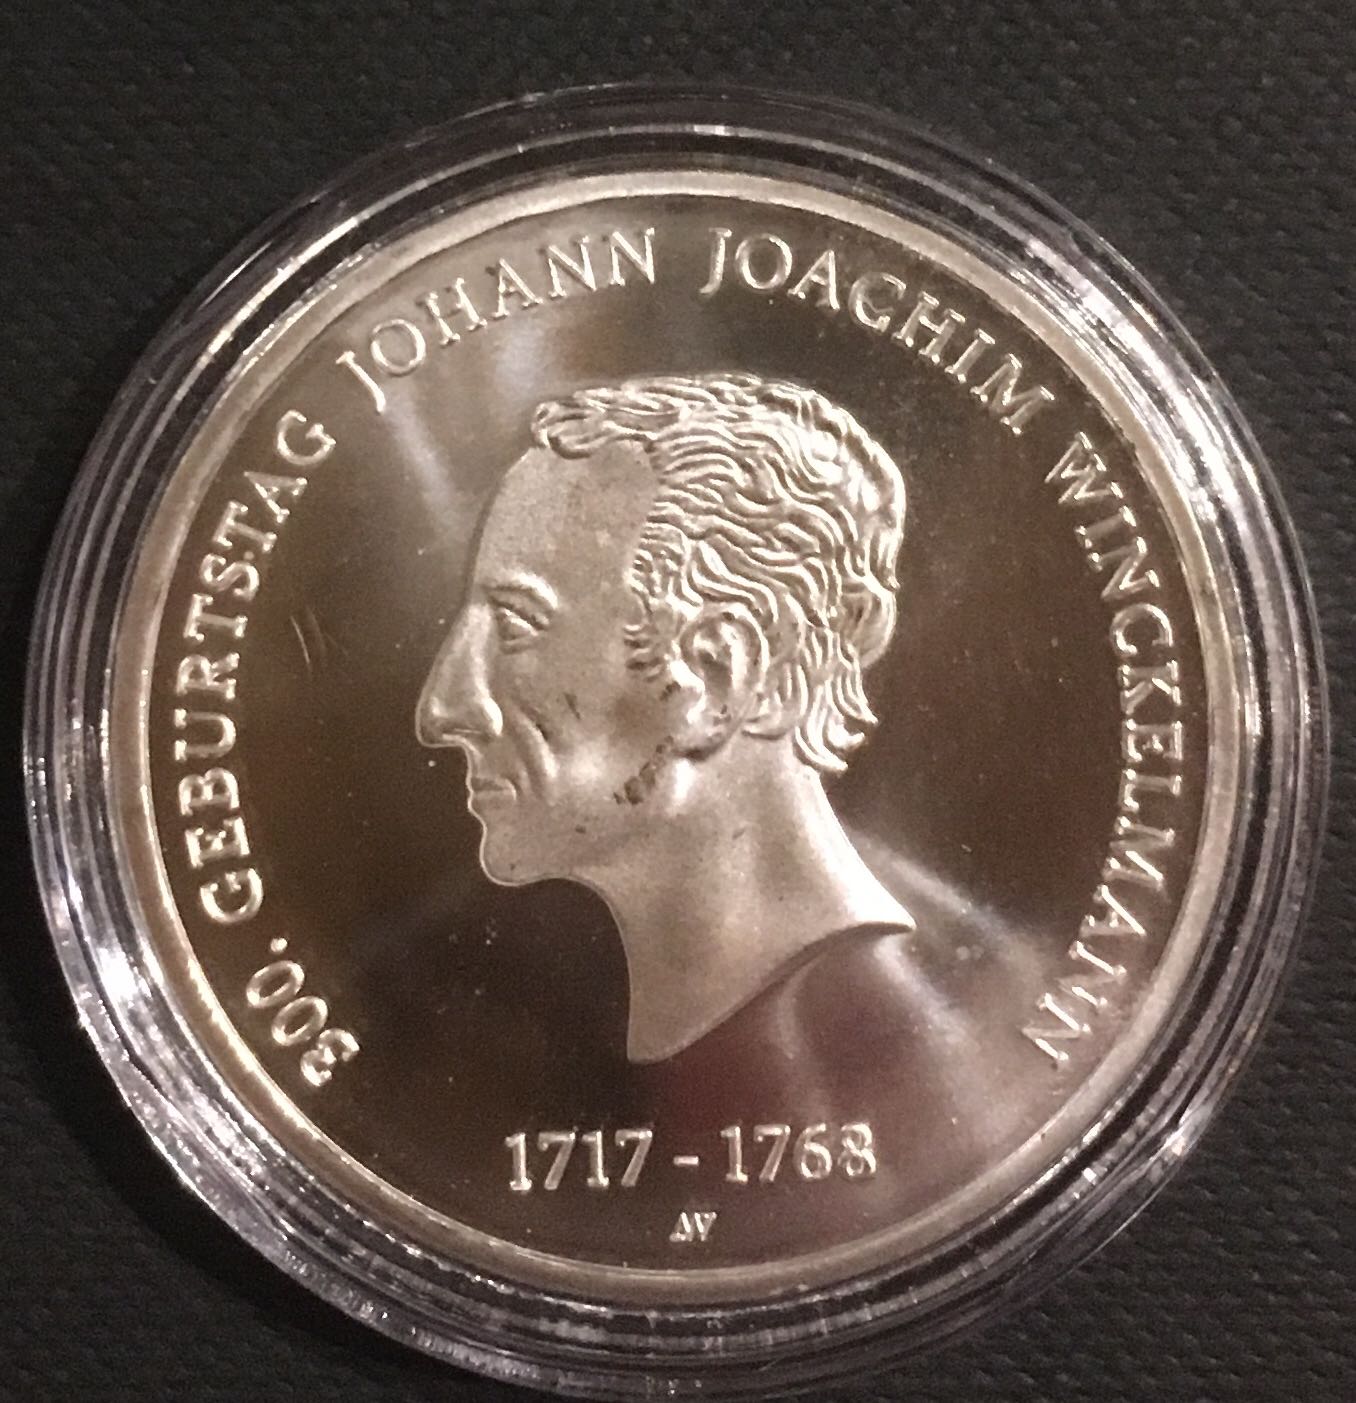 300. GEBURTSTAG JOHANN JOACHIM WINCKELMANN
1717 - 1768
AV